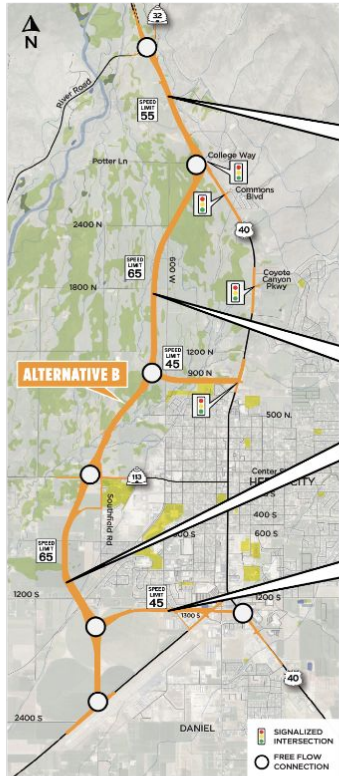 N
32
River Road
SPEED
LIMIT
55
Potter Ln
College Way
Commons
Blvd
2400 N
40
SPEED
LIMIT
65
600 W
Coyote
Canyon
Pkwy
1800 N
1200 N
SPEED
LIMIT
45
900 N
ALTERNATIVE B
500 N
113
Center
CITY
S
400 S
600 S
Southfield Rd
SPEED
LIMIT
65
1200 S
SPEED
LIMIT
45
1200 S
1300 S
40
2400 S
DANIEL
SIGNALIZED
INTERSECTION
FREE FLOW
CONNECTION